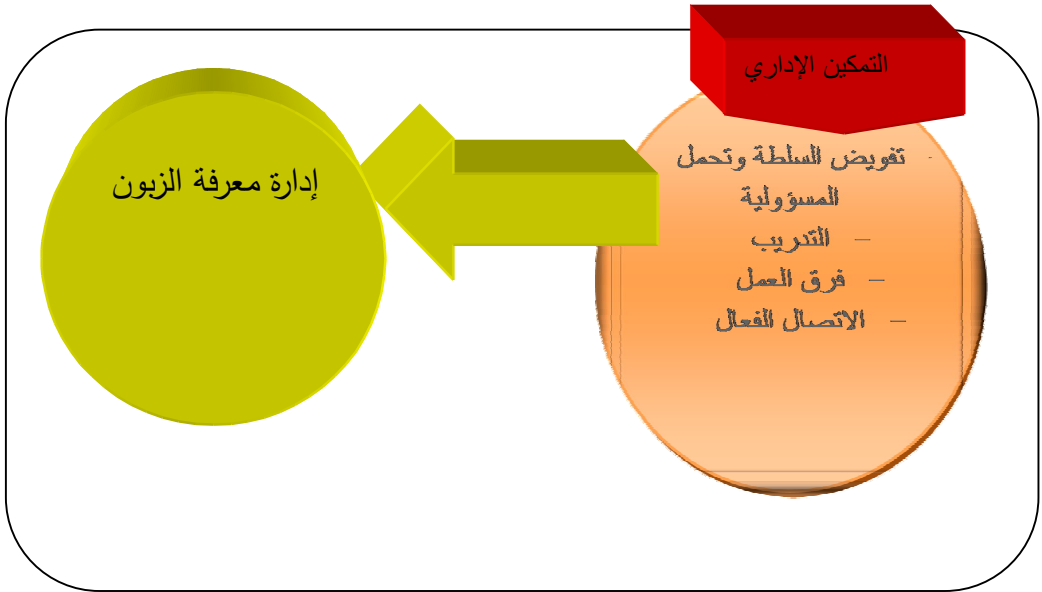 التمكين الإداري
- تفويض السلطة وتحمل
المسؤولية
– التدريب
– فرق العمل
– الاتصال الفعال
إدارة معرفة الزبون